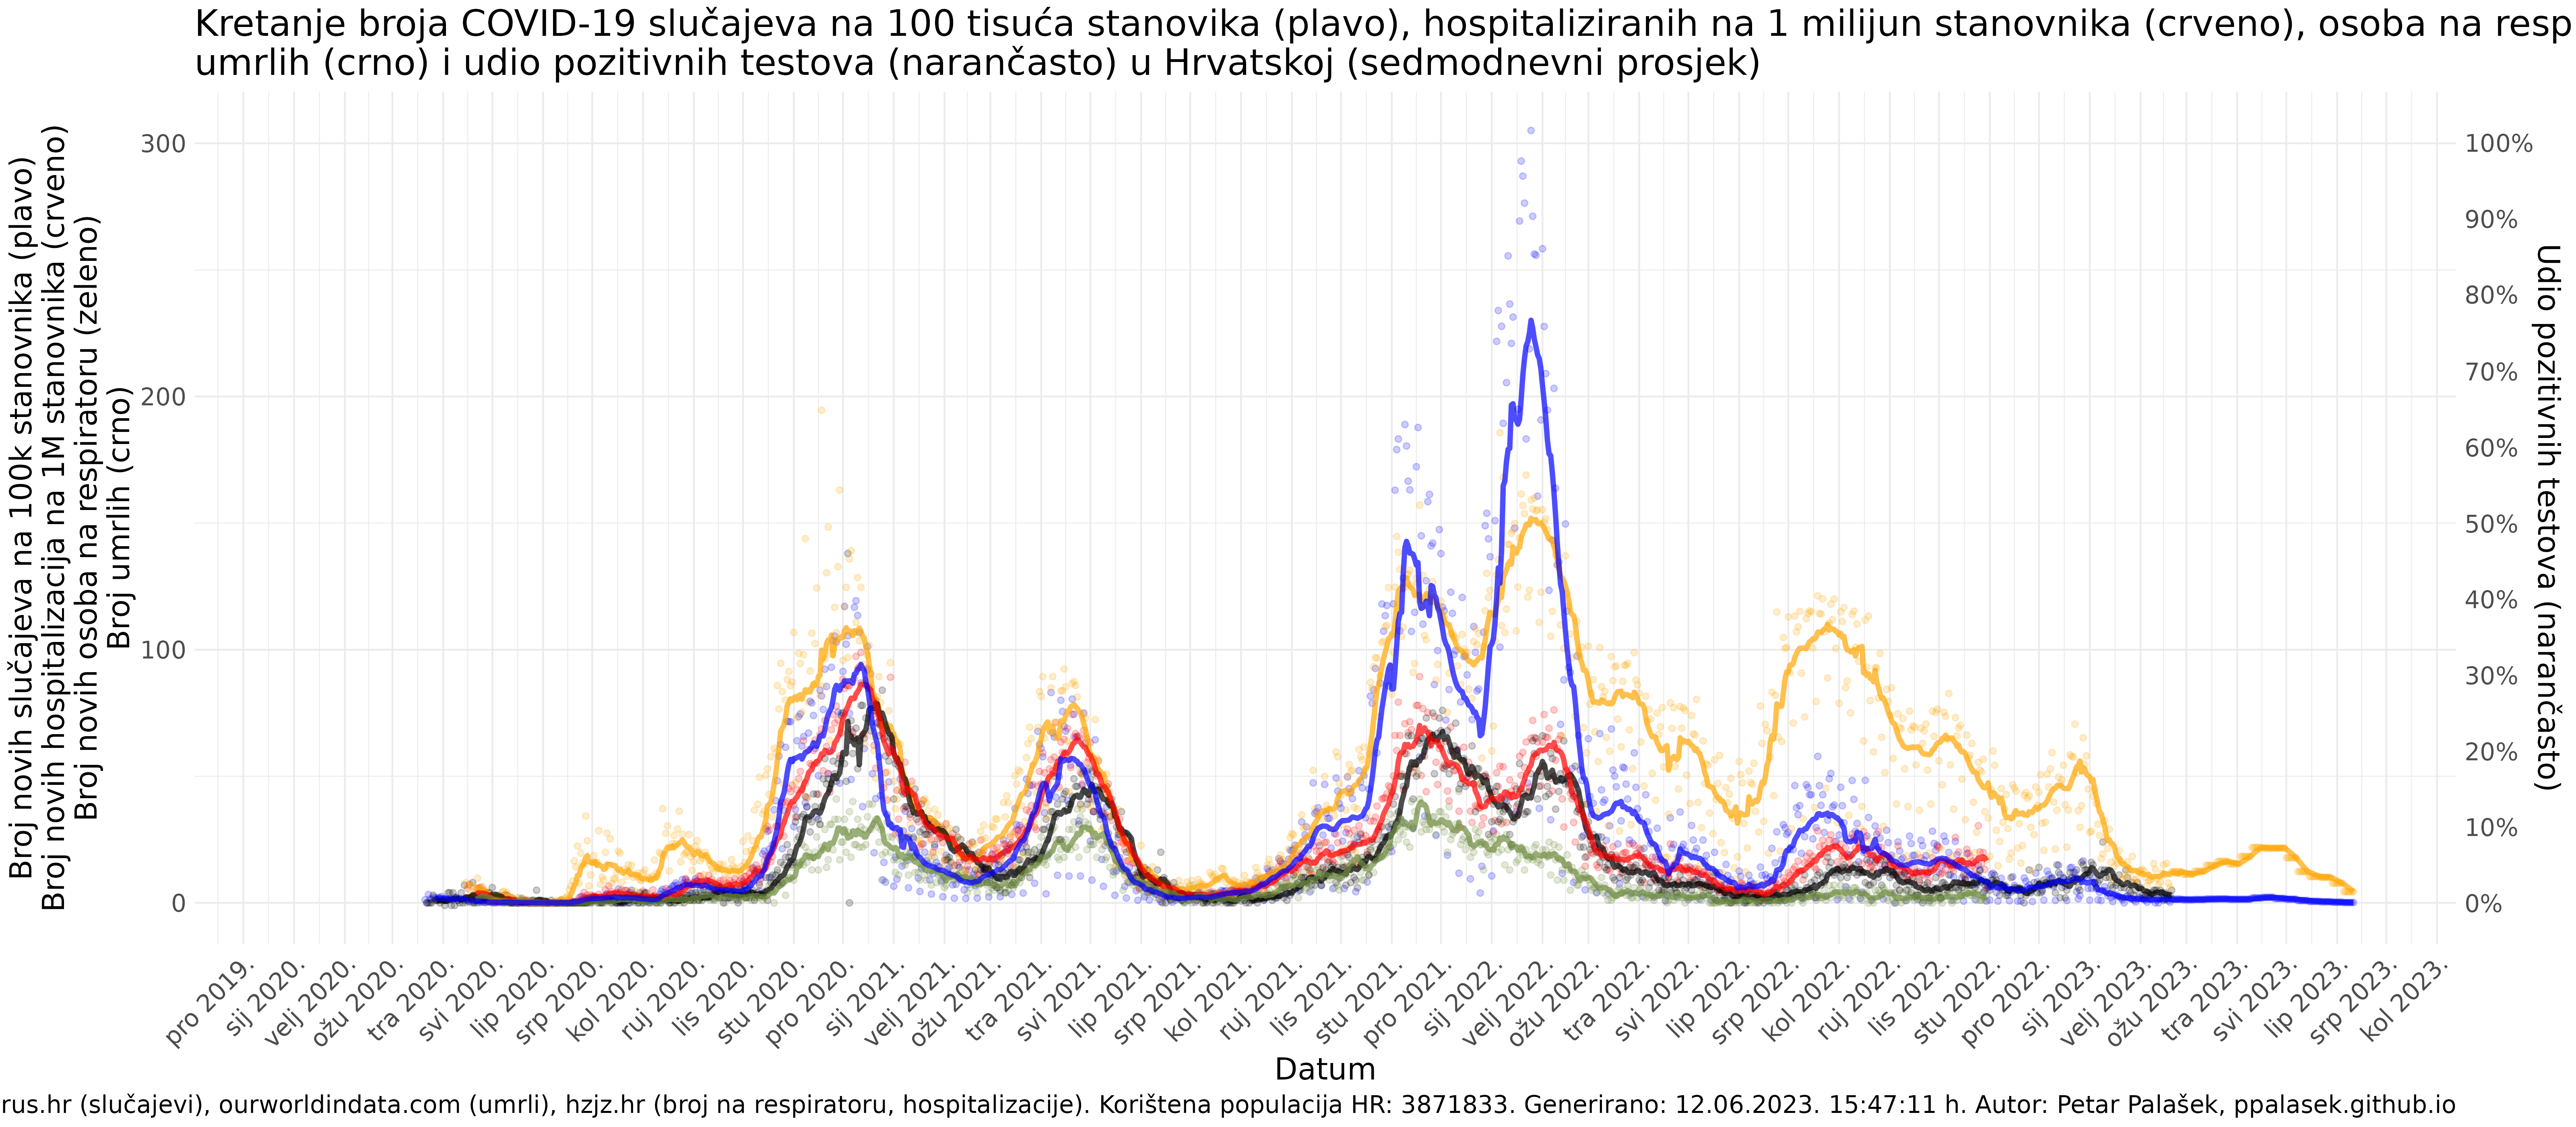 Kretanje broja COVID-19 slučajeva na 100 tisuća stanovika (plavo), hospitaliziranih na 1 milijun stanovnika (crveno), osoba na resp
umrlih (crno) i udio pozitivnih testova (narančasto) u Hrvatskoj (sedmodnevni prosjek)
Broj novih slučajeva na 100k stanovnika (plavo)
Broj novih hospitalizacija na 1M stanovnika (crveno)
Broj novih osoba na respiratoru (zeleno)
Broj umrlih (crno)
300
200
100
0
100%
90%
80%
70%
60%
50%
40%
30%
20%
10%
0%
Udio pozitivnih testova (narančasto)
pro 2019.
sij 2020.
velj 2020.
ožu 2020.
tra 2020.
svi 2020.
lip 2020.
srp 2020.
kol 2020.
ruj 2020.
lis 2020.
stu 2020.
pro 2020.
sij 2021.
velj 2021.
ožu 2021.
tra 2021.
svi 2021.
lip 2021.
srp 2021.
kol 2021.
ruj 2021.
lis 2021.
stu 2021.
pro 2021.
sij 2022.
velj 2022.
ožu 2022.
tra 2022.
svi 2022.
lip 2022.
srp 2022.
kol 2022.
ruj 2022.
lis 2022.
stu 2022.
pro 2022.
sij 2023.
velj 2023.
ožu 2023.
tra 2023.
svi 2023.
lip 2023.
srp 2023.
kol 2023.
Datum
rus.hr (slučajevi), ourworldindata.com (umrli), hzjz.hr (broj na respiratoru, hospitalizacije). Korištena populacija HR: 3871833. Generirano: 12.06.2023. 15:47:11 h. Autor: Petar Palašek, ppalasek.github.io